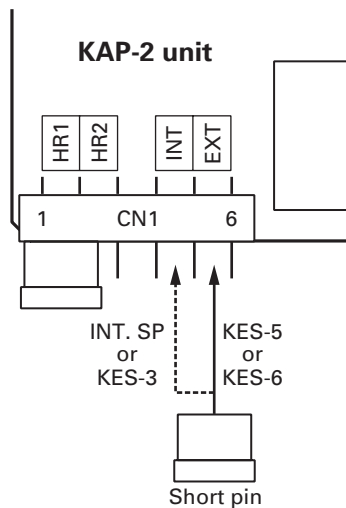 KAP-2 unit
HR1
HR2
INT
EXT
1 CN1 6
INT. SP KES-5
or or
KES-3 KES-6
Short pin